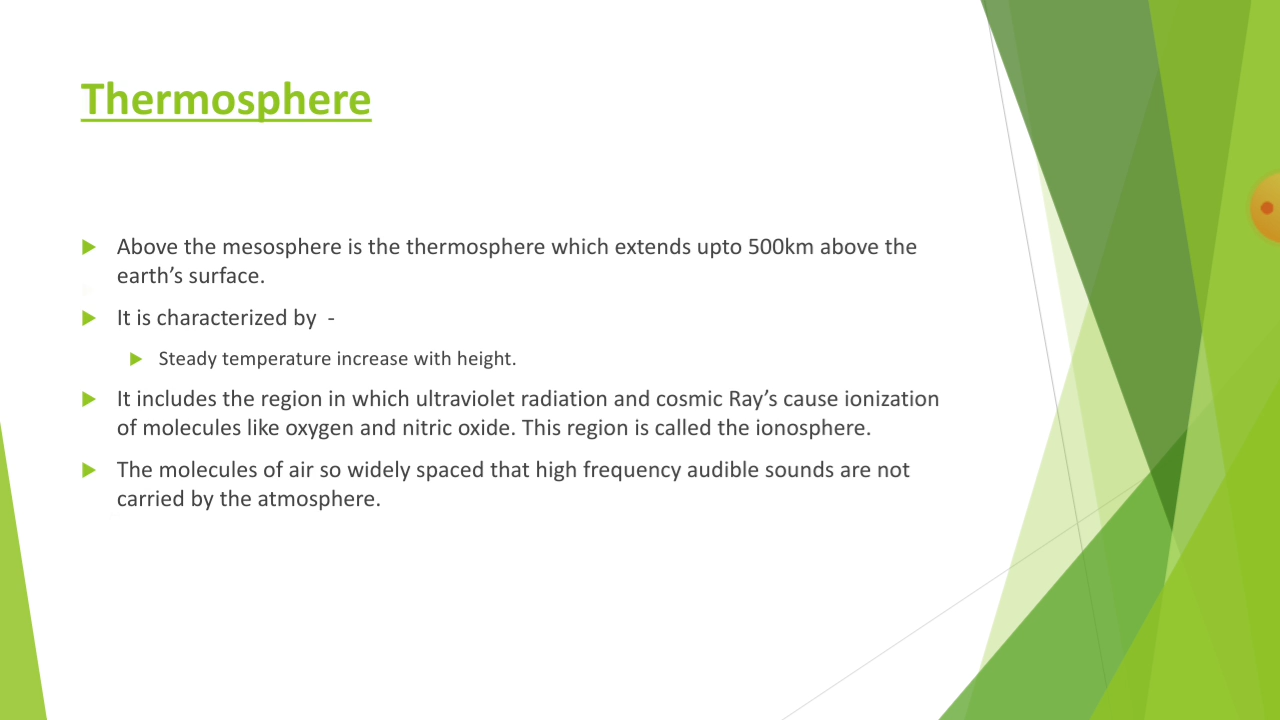 Thermosphere
Above the mesosphere is the thermosphere which extends upto 500km above the
earth’s surface.
It is characterized by -
Steady temperature increase with height.
It includes the region in which ultraviolet radiation and cosmic Ray’s cause ionization
of molecules like oxygen and nitric oxide. This region is called the ionosphere.
The molecules of air so widely spaced that high frequency audible sounds are not
carried by the atmosphere.